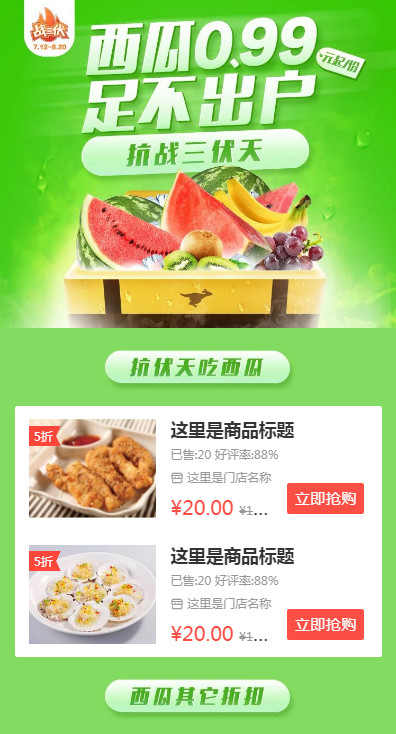 战三伏
7.12-8.20
西瓜0.99
元起/份
足不出户
抗战三伏天
抗伏天吃西瓜
5折
这里是商品标题
已售:20 好评率:88%
这里是门店名称
¥20.00 ¥1...
立即抢购
5折
这里是商品标题
已售:20 好评率:88%
这里是门店名称
¥20.00 ¥1...
立即抢购
西瓜其它折扣